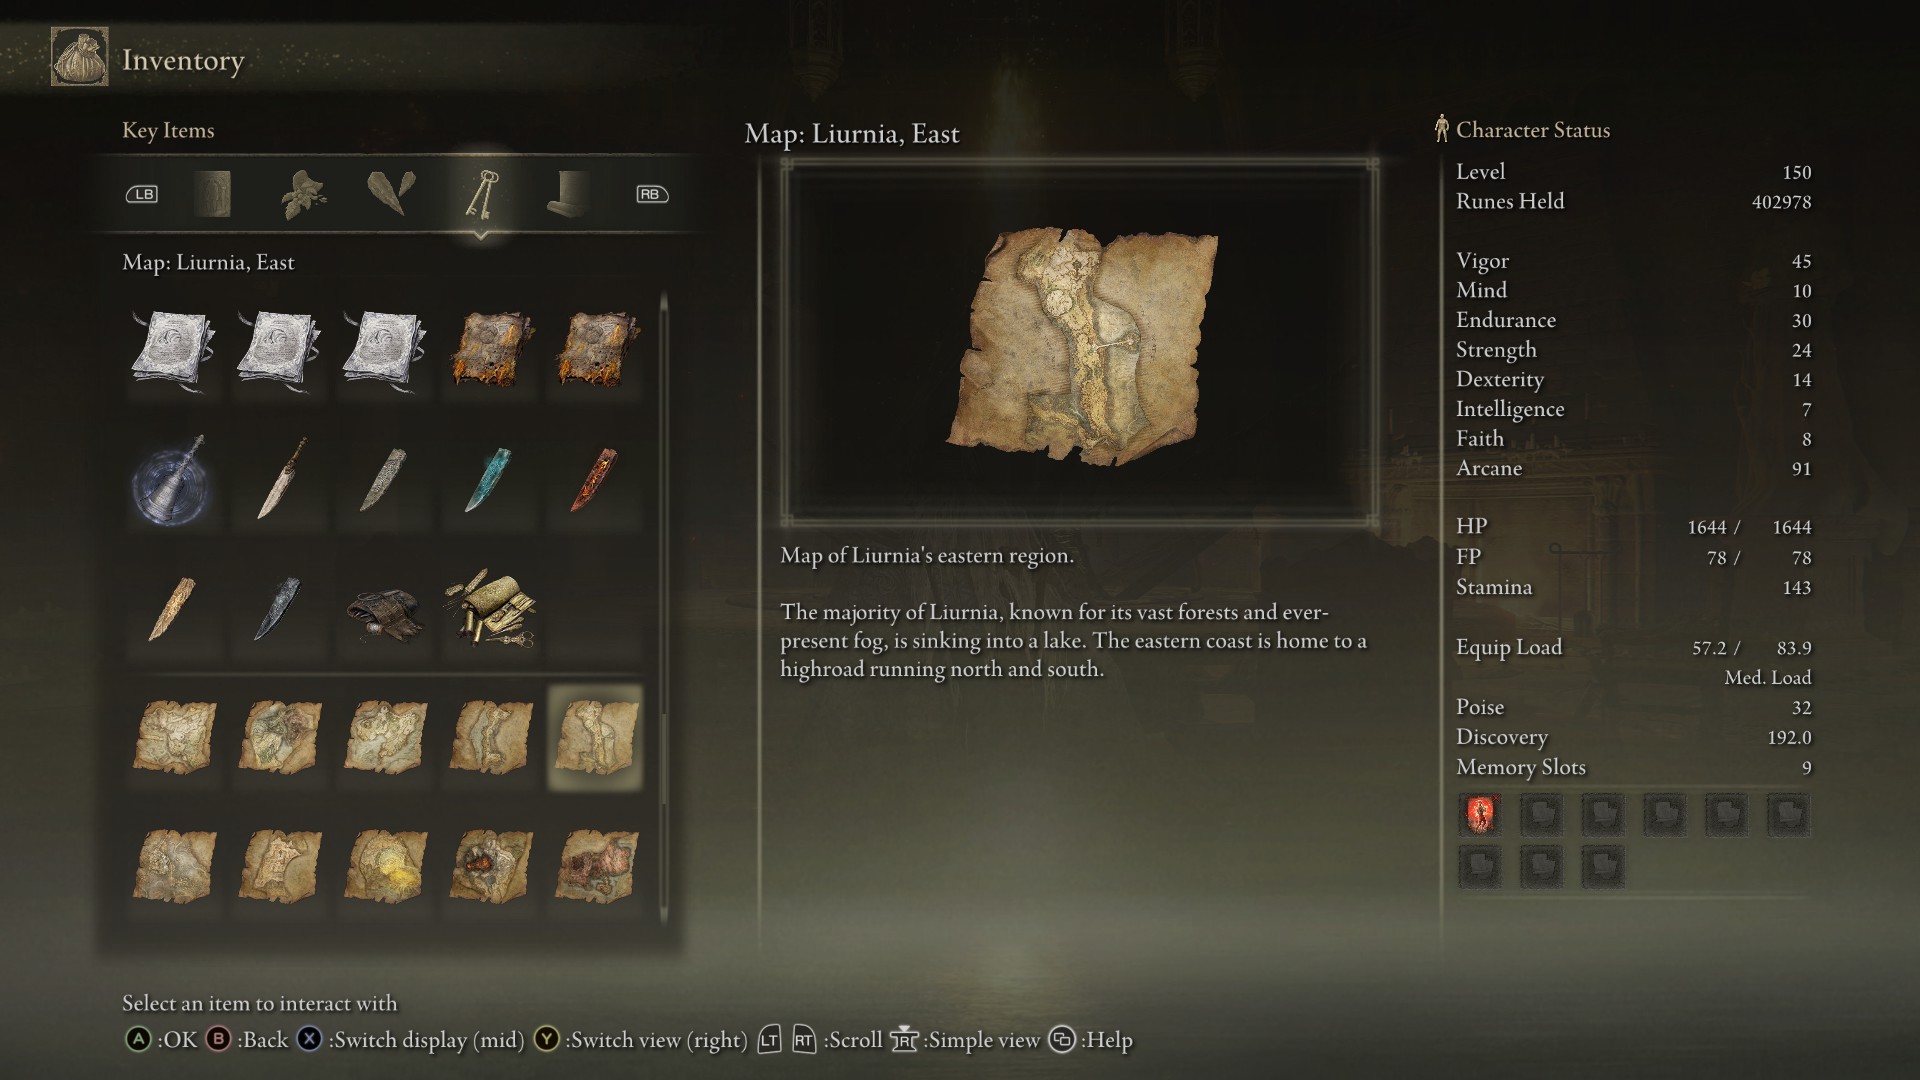 Inventory
Key Items
LB
RB
Map: Liurnia, East
Map: Liurnia, East
Map of Liurnia's eastern region.
The majority of Liurnia, known for its vast forests and ever-
present fog, is sinking into a lake. The eastern coast is home to a
highroad running north and south.
Character Status
Level 150
Runes Held 402978
Vigor 45
Mind 10
Endurance 30
Strength 24
Dexterity 14
Intelligence 7
Faith 8
Arcane 91
HP 1644 / 1644
FP 78 / 78
Stamina 143
Equip Load 57.2 / 83.9
Med. Load
Poise 32
Discovery 192.0
Memory Slots 9
Select an item to interact with
A :OK B :Back X :Switch display (mid) Y :Switch view (right) LT RT :Scroll R :Simple view :Help